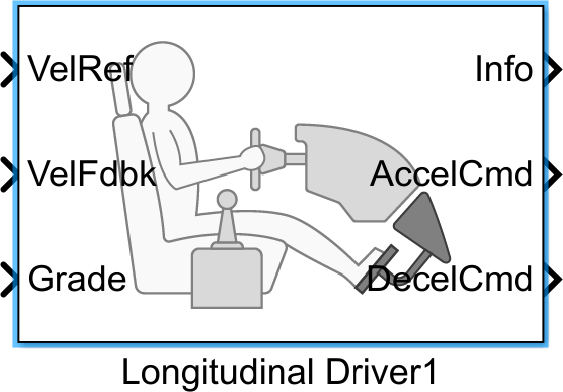 VelRef
Info
VelFdbk
AccelCmd
Grade
DecelCmd
Longitudinal Driver1